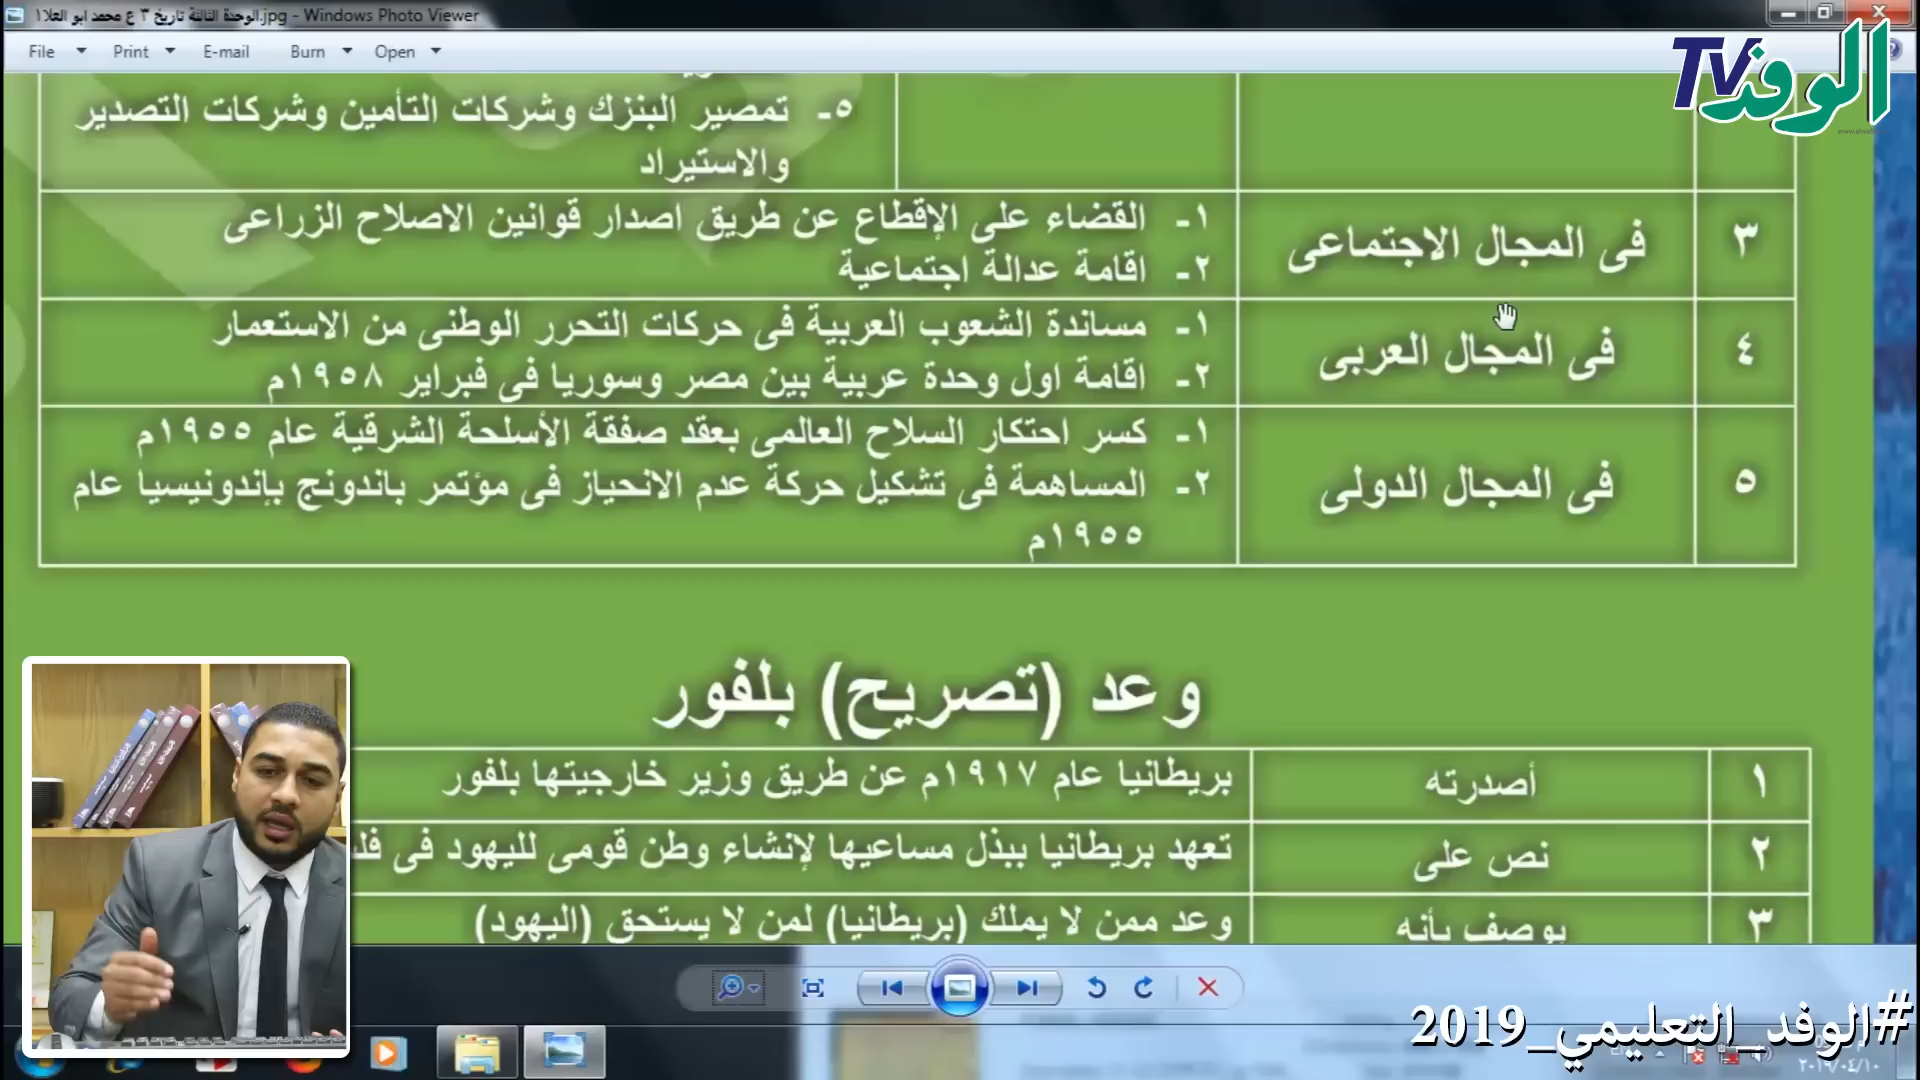 الوحدة الثالثة تاريخ ٣ ع محمد ابو العلا١.jpg - Windows Photo Viewer
File Print E-mail Burn Open
TV الوفد
٥- تمصير البنزك وشركات التأمين وشركات التصدير
والاستيراد
٣ فى المجال الاجتماعى
١- القضاء على الإقطاع عن طريق اصدار قوانين الاصلاح الزراعى
٢- اقامة عدالة اجتماعية
٤ فى المجال العربى
١- مساندة الشعوب العربية فى حركات التحرر الوطنى من الاستعمار
٢- اقامة اول وحدة عربية بين مصر وسوريا فى فبراير ١٩٥٨م
٥ فى المجال الدولى
١- كسر احتكار السلاح العالمى بعقد صفقة الأسلحة الشرقية عام ١٩٥٥م
٢- المساهمة فى تشكيل حركة عدم الانحياز فى مؤتمر باندونج بإندونيسيا عام
١٩٥٥م
وعد (تصريح) بلفور
١ أصدرته بريطانيا عام ١٩١٧م عن طريق وزير خارجيتها بلفور
٢ نص على تعهد بريطانيا ببذل مساعيها لإنشاء وطن قومى لليهود فى
٣ يوصف بأنه وعد ممن لا يملك (بريطانيا) لمن لا يستحق (اليهود)
#الوفد_التعليمي_2019
٢٠١٩/٠٤/١٠